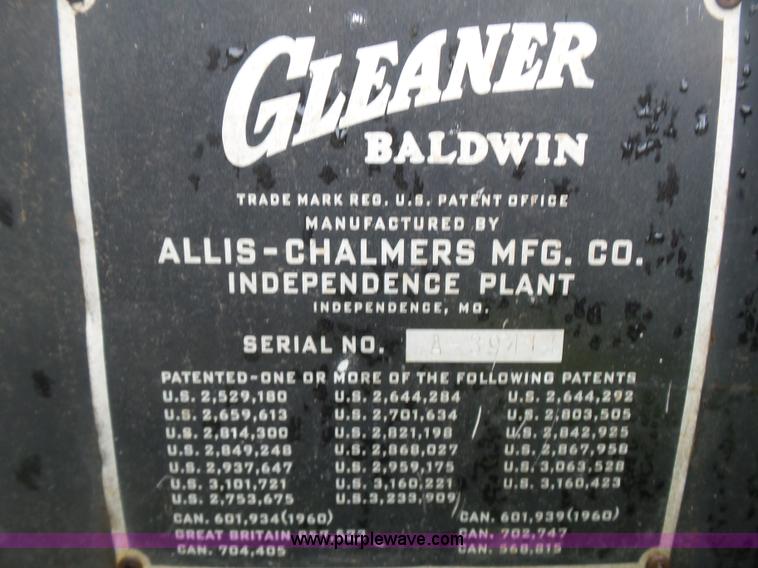 GLEANER
BALDWIN
TRADE MARK REG. U.S. PATENT OFFICE
MANUFACTURED BY
ALLIS-CHALMERS MFG. CO.
INDEPENDENCE PLANT
INDEPENDENCE, MO.
SERIAL NO.
PATENTED-ONE OR MORE OF THE FOLLOWING PATENTS
U.S. 2,529,180 U.S. 2,644,284 U.S. 2,644,292
U.S. 2,659,613 U.S. 2,701,634 U.S. 2,803,505
U.S. 2,814,300 U.S. 2,821,198 U.S. 2,842,925
U.S. 2,849,248 U.S. 2,868,027 U.S. 2,867,958
U.S. 2,937,647 U.S. 2,959,175 U.S. 3,063,528
U.S. 3,101,721 U.S. 3,160,221 U.S. 3,160,423
U.S. 2,753,675 U.S. 3,233,909
CAN. 601,934(1960) CAN. 601,939(1960)
GREAT BRITAIN CAN. 702,747
www.purplewave.com
CAN. 704,405 CAN. 568,815